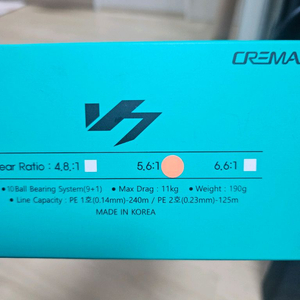 CREMA
V7
ear Ratio : 4.8:1 5.6:1 6.6:1
• 10Ball Bearing System(9+1) • Max Drag : 11kg • Weight : 190g
• Line Capacity : PE 1호(0.14mm)-240m / PE 2호(0.23mm)-125m
MADE IN KOREA